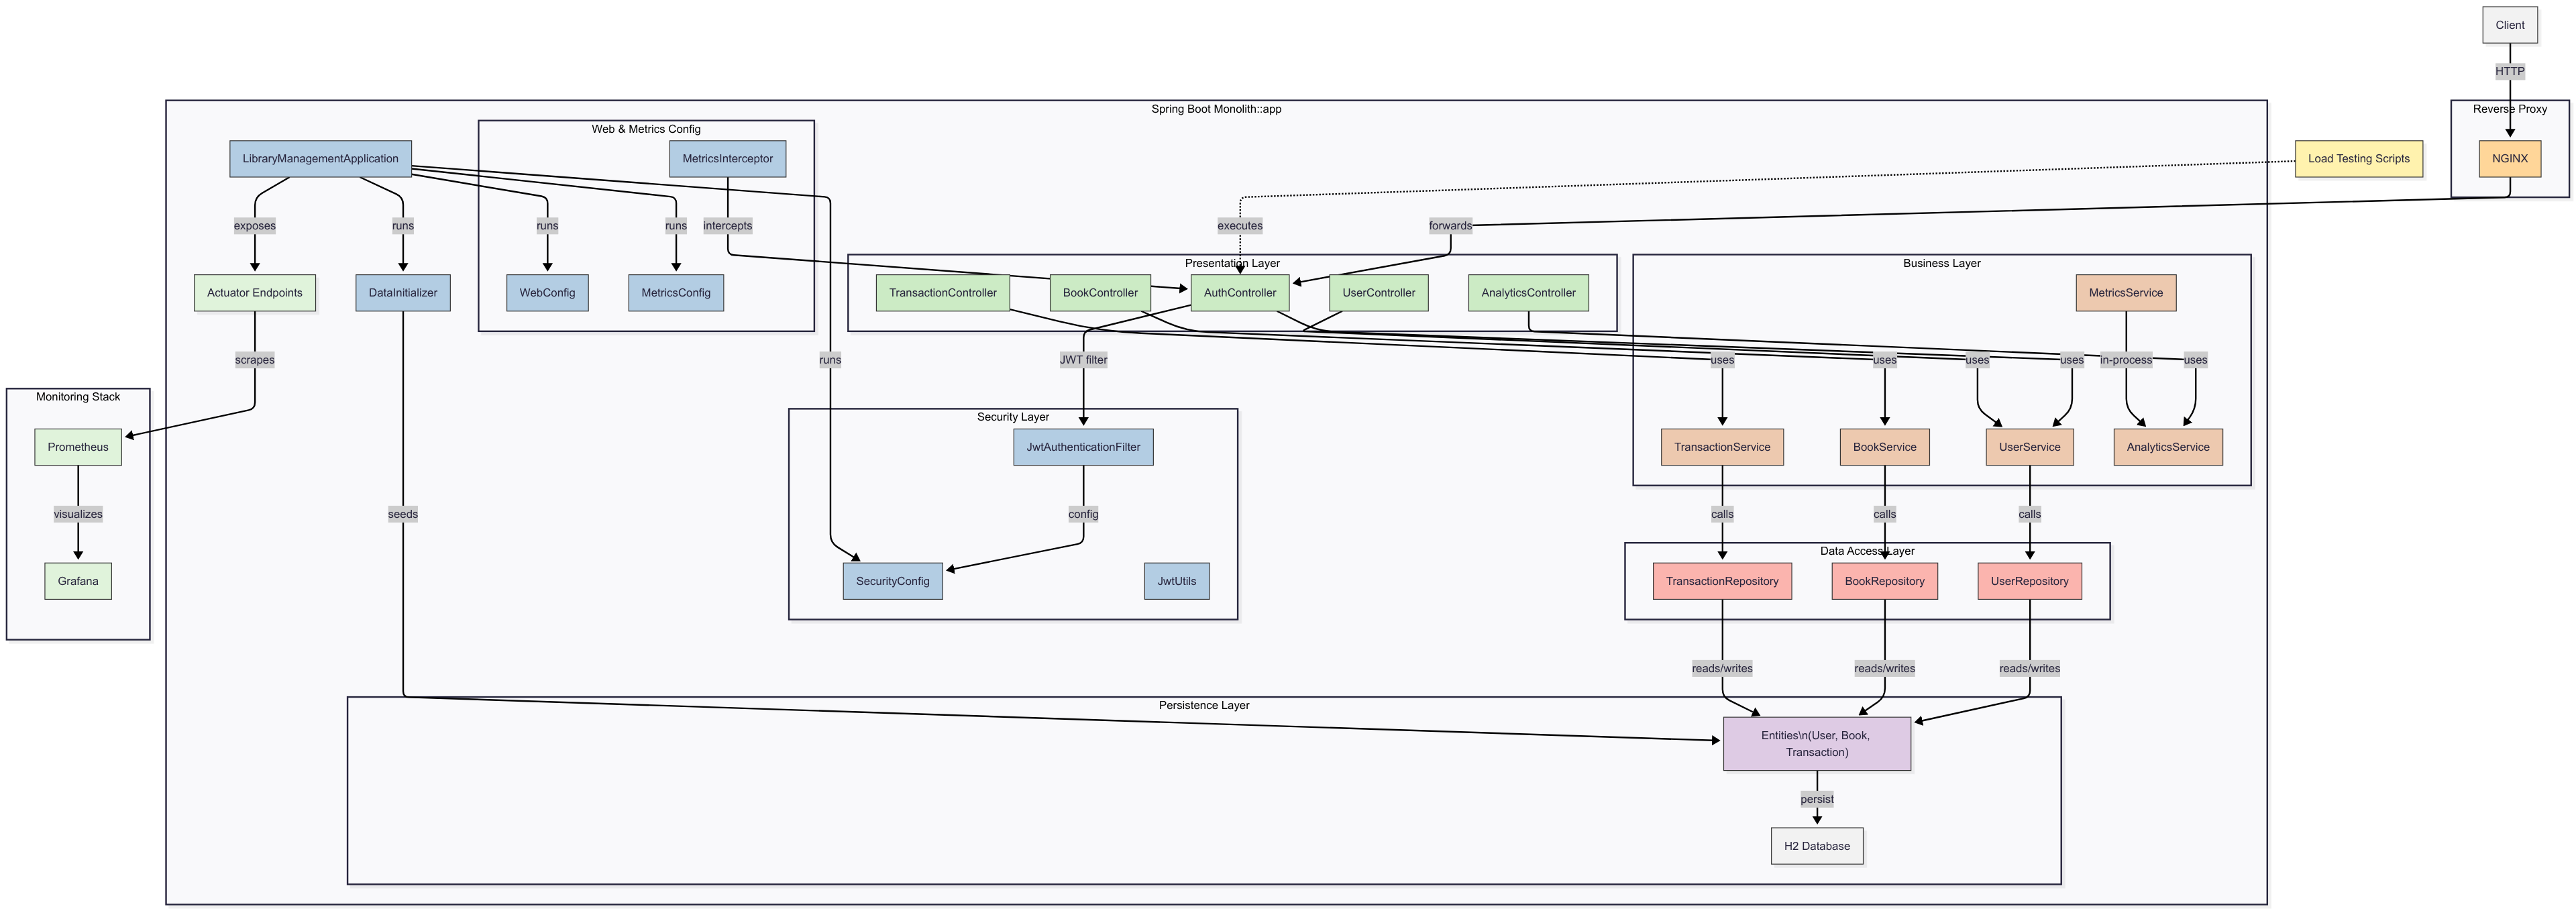 Client
HTTP
Spring Boot Monolith::app
Reverse Proxy
Web & Metrics Config
LibraryManagementApplication
MetricsInterceptor
Load Testing Scripts
NGINX
exposes
runs
runs
runs
intercepts
executes
forwards
Presentation Layer
Business Layer
Actuator Endpoints
DataInitializer
WebConfig
MetricsConfig
TransactionController
BookController
AuthController
UserController
AnalyticsController
MetricsService
scrapes
runs
JWT filter
uses
uses
uses
uses
in-process
uses
Monitoring Stack
Security Layer
Prometheus
JwtAuthenticationFilter
TransactionService
BookService
UserService
AnalyticsService
visualizes
seeds
config
calls
calls
calls
Data Access Layer
Grafana
SecurityConfig
JwtUtils
TransactionRepository
BookRepository
UserRepository
reads/writes
reads/writes
reads/writes
Persistence Layer
Entities\n(User, Book,
Transaction)
persist
H2 Database